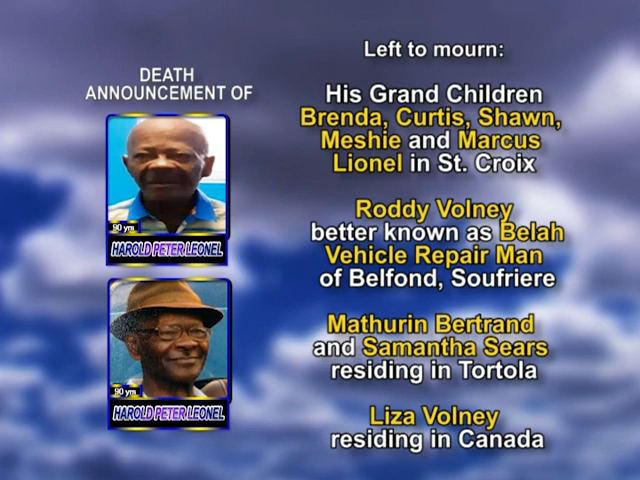 DEATH
ANNOUNCEMENT OF
90 yrs
HAROLD PETER LEONEL
90 yrs
HAROLD PETER LEONEL
Left to mourn:
His Grand Children
Brenda, Curtis, Shawn,
Meshie and Marcus
Lionel in St. Croix
Roddy Volney
better known as Belah
Vehicle Repair Man
of Belfond, Soufriere
Mathurin Bertrand
and Samantha Sears
residing in Tortola
Liza Volney
residing in Canada